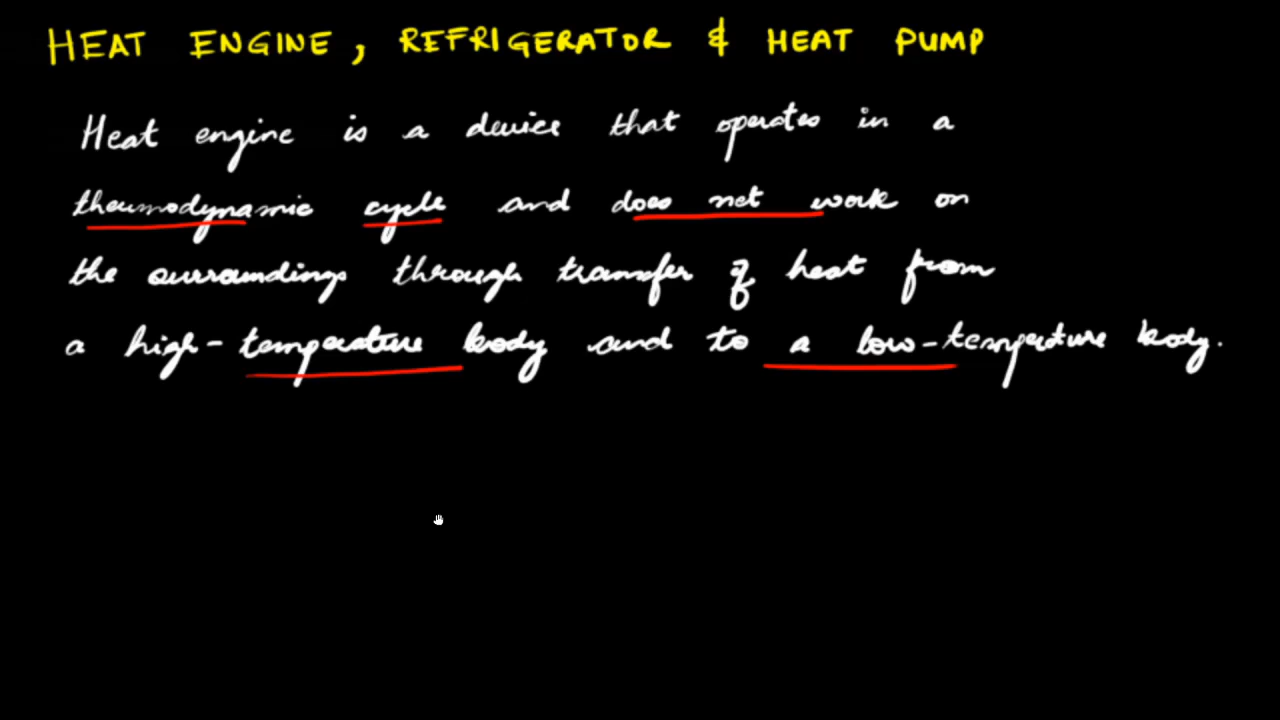 HEAT ENGINE, REFRIGERATOR & HEAT PUMP
Heat engine is a device that operates in a
thermodynamic cycle and does net work on
the surroundings through transfer of heat from
a high-temperature body and to a low-temperature body.